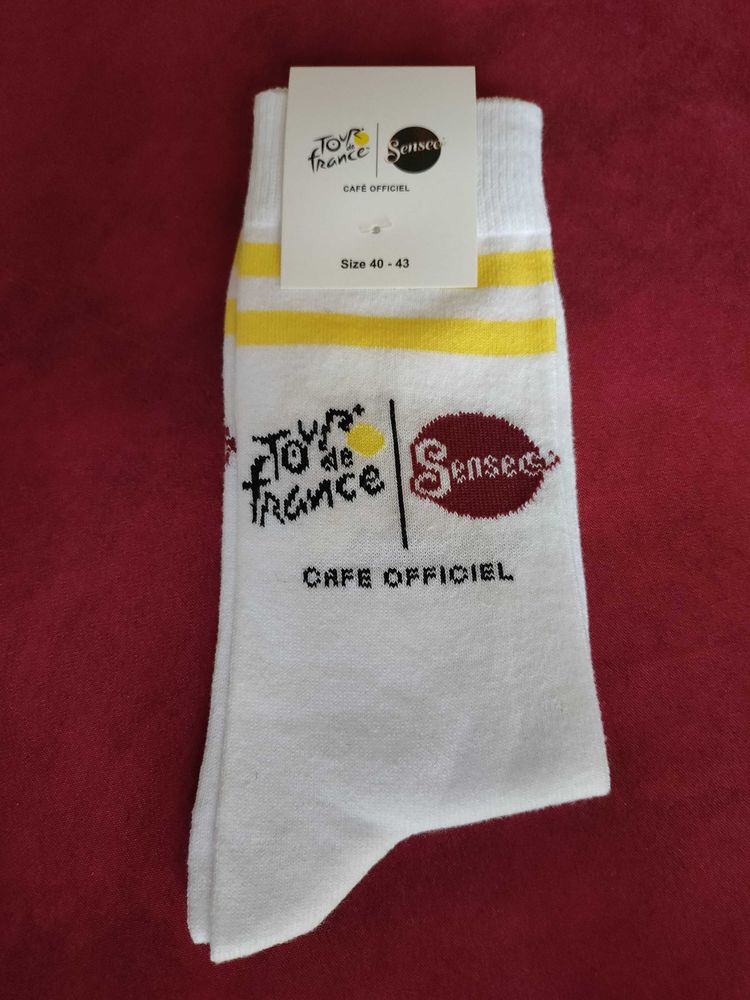 Tour de france
Senseo
CAFÉ OFFICIEL
Size 40 - 43
Tour de france
Senseo
CAFE OFFICIEL